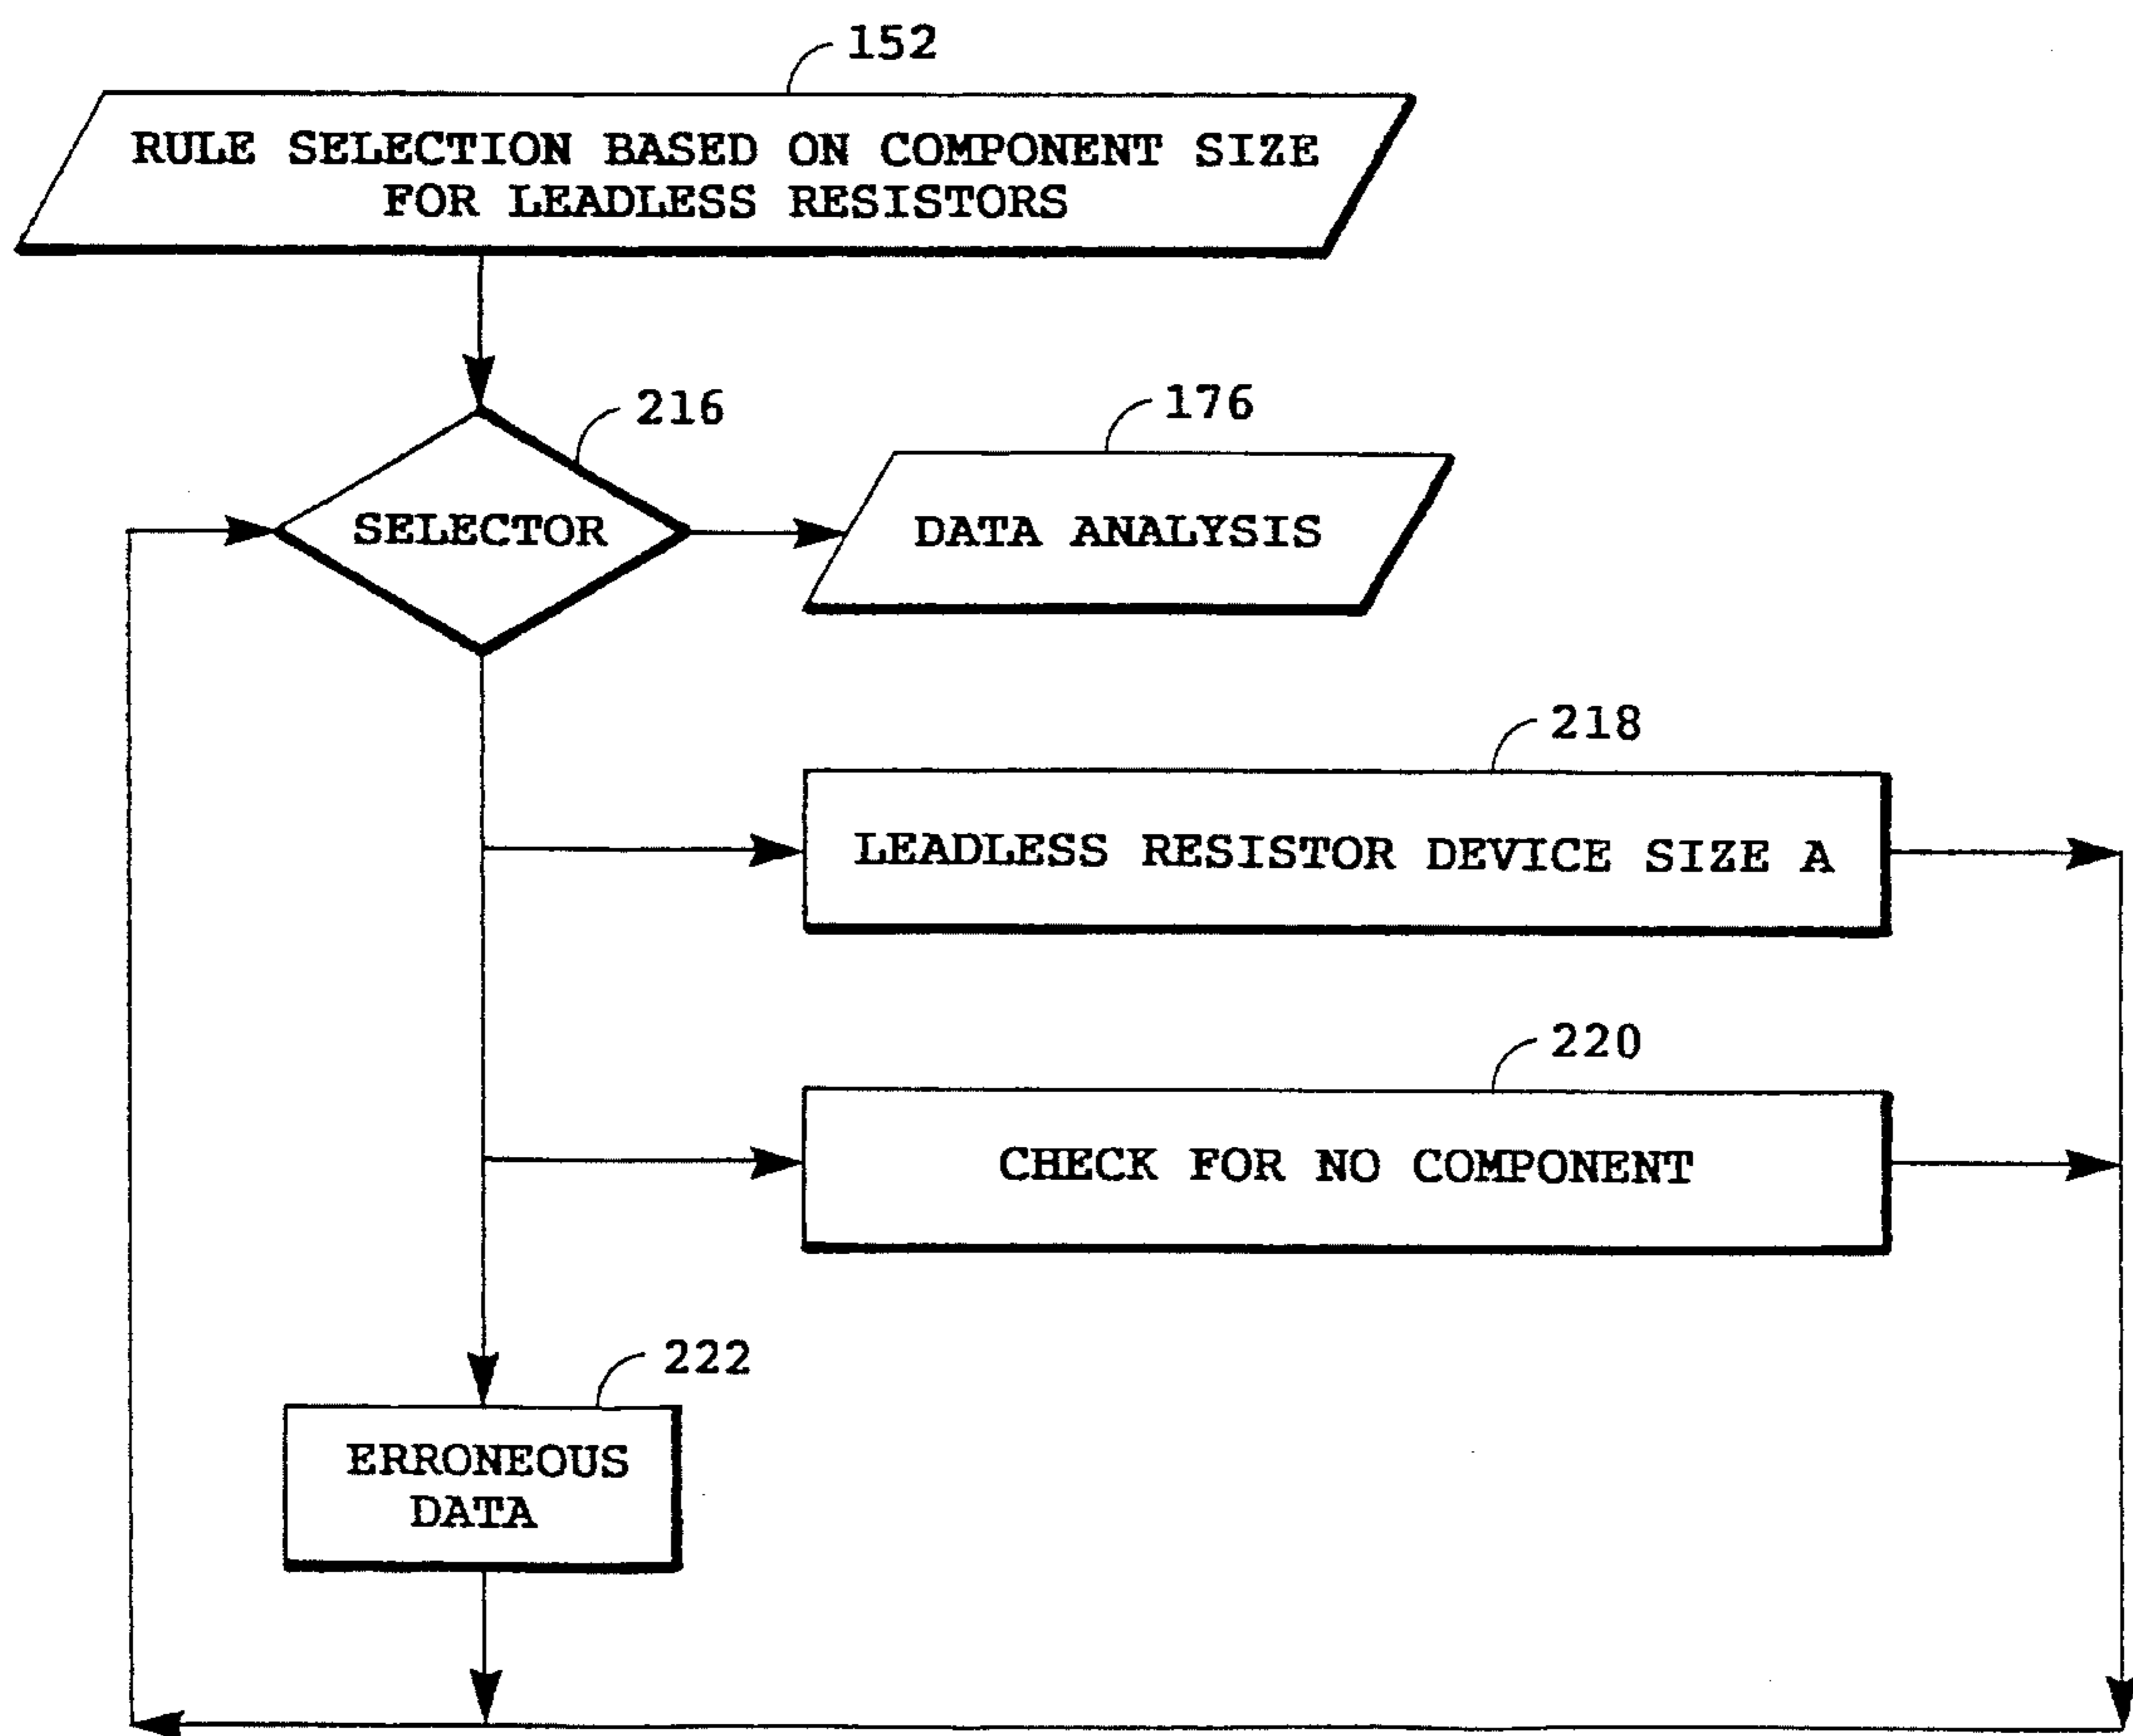 152
RULE SELECTION BASED ON COMPONENT SIZE
FOR LEADLESS RESISTORS
216
176
SELECTOR
DATA ANALYSIS
218
LEADLESS RESISTOR DEVICE SIZE A
220
CHECK FOR NO COMPONENT
222
ERRONEOUS
DATA